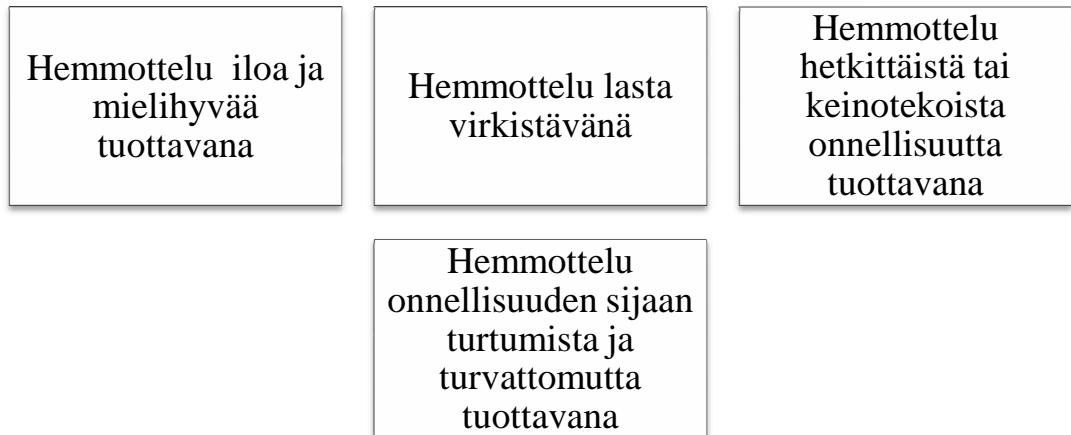 Hemmottelu  iloa ja
mielihyvää
tuottavana
Hemmottelu lasta
virkistävänä
Hemmottelu
hetkittäistä tai
keinotekoista
onnellisuutta
tuottavana
Hemmottelu
onnellisuuden sijaan
turtumista ja
turvattomutta
tuottavana